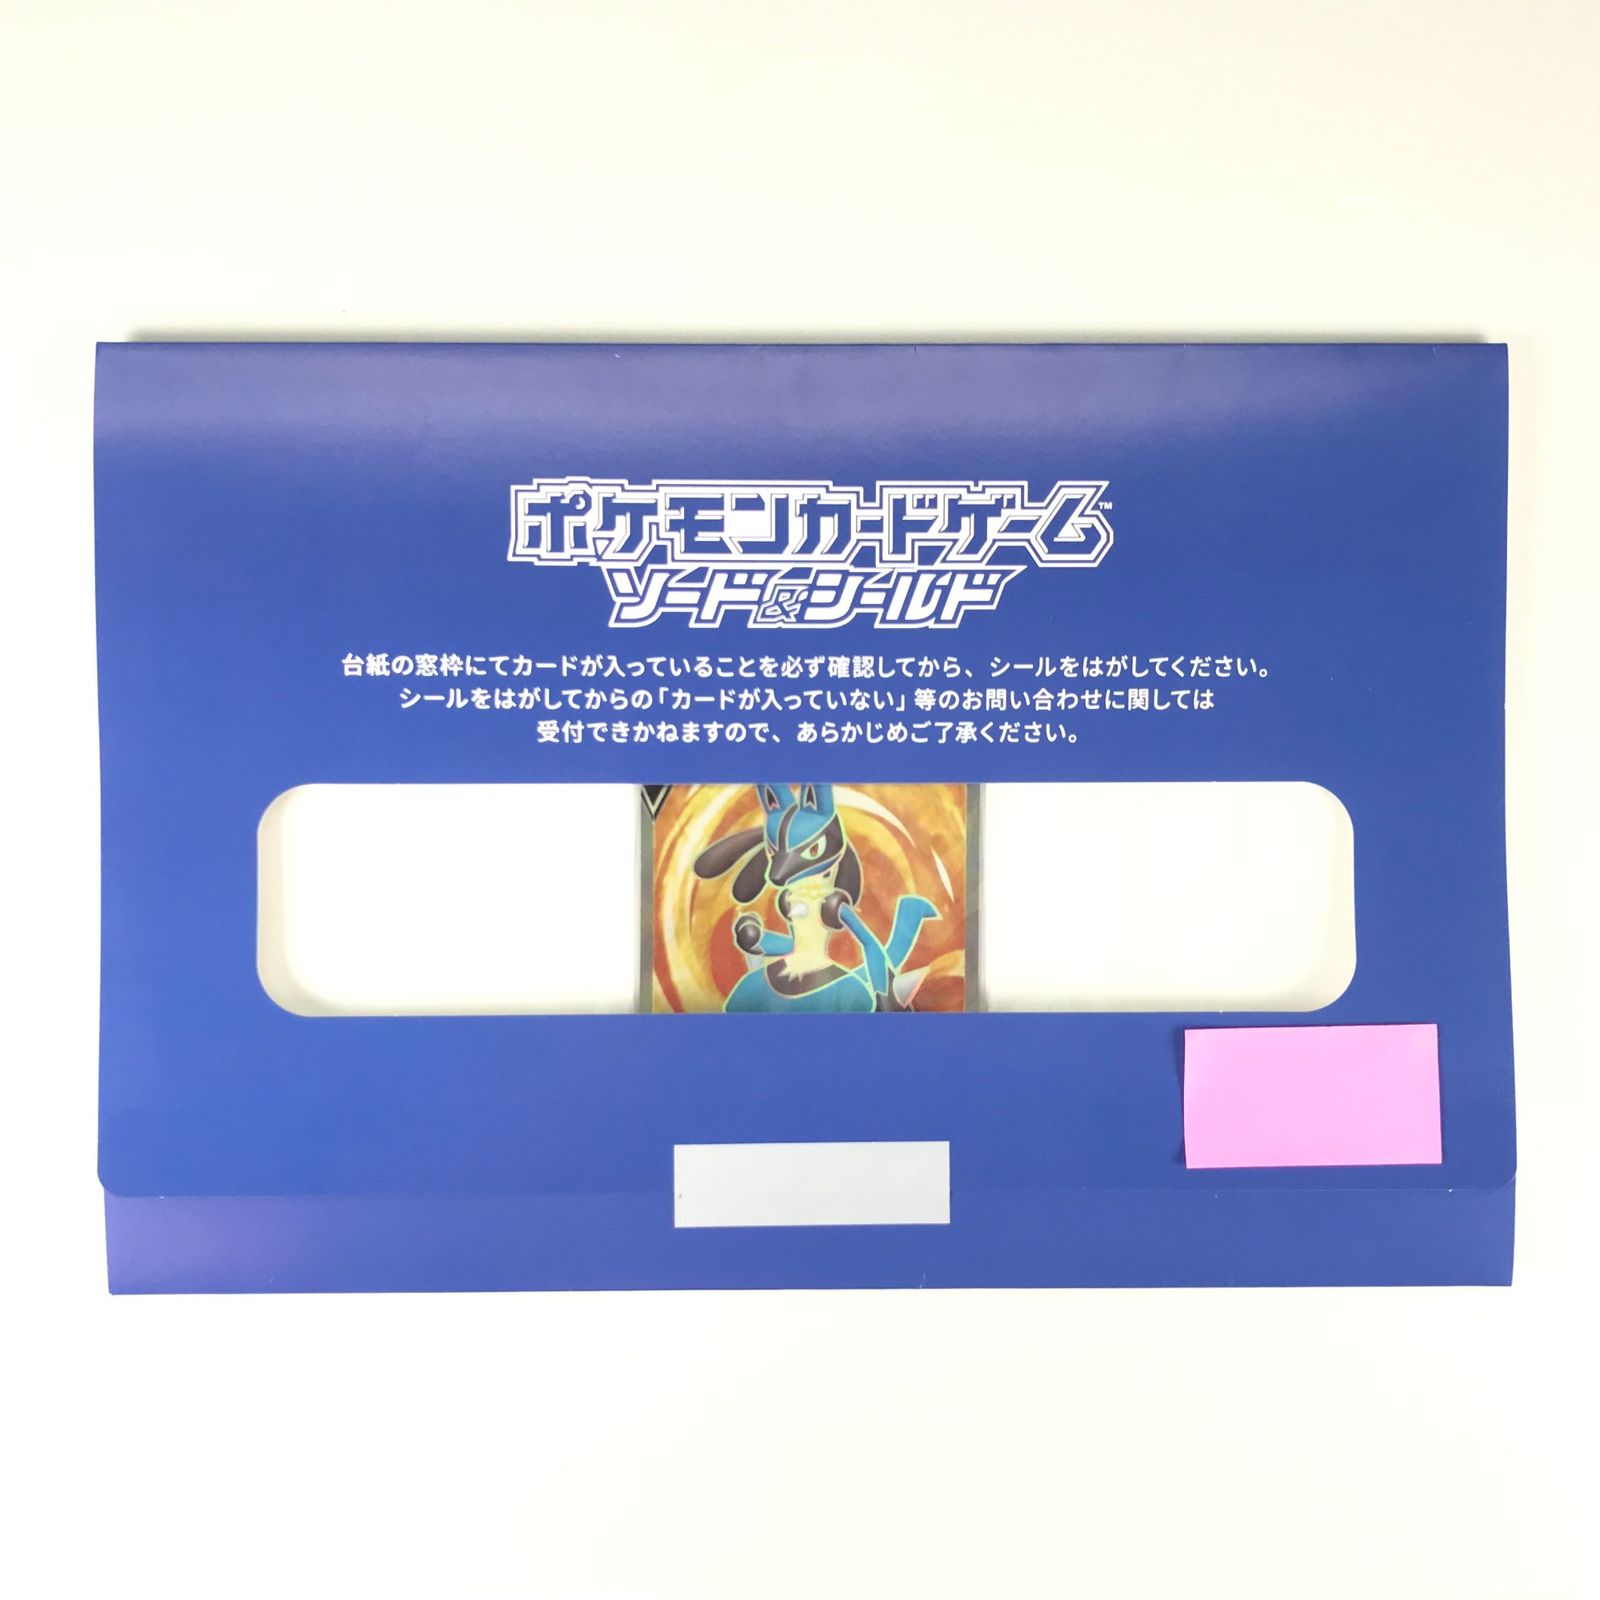 ポケモンカードゲーム™
ソード&シールド
台紙の窓枠にてカードが入っていることを必ず確認してから、シールをはがしてください。
シールをはがしてからの「カードが入っていない」等のお問い合わせに関しては
受付できかねますので、あらかじめご了承ください。